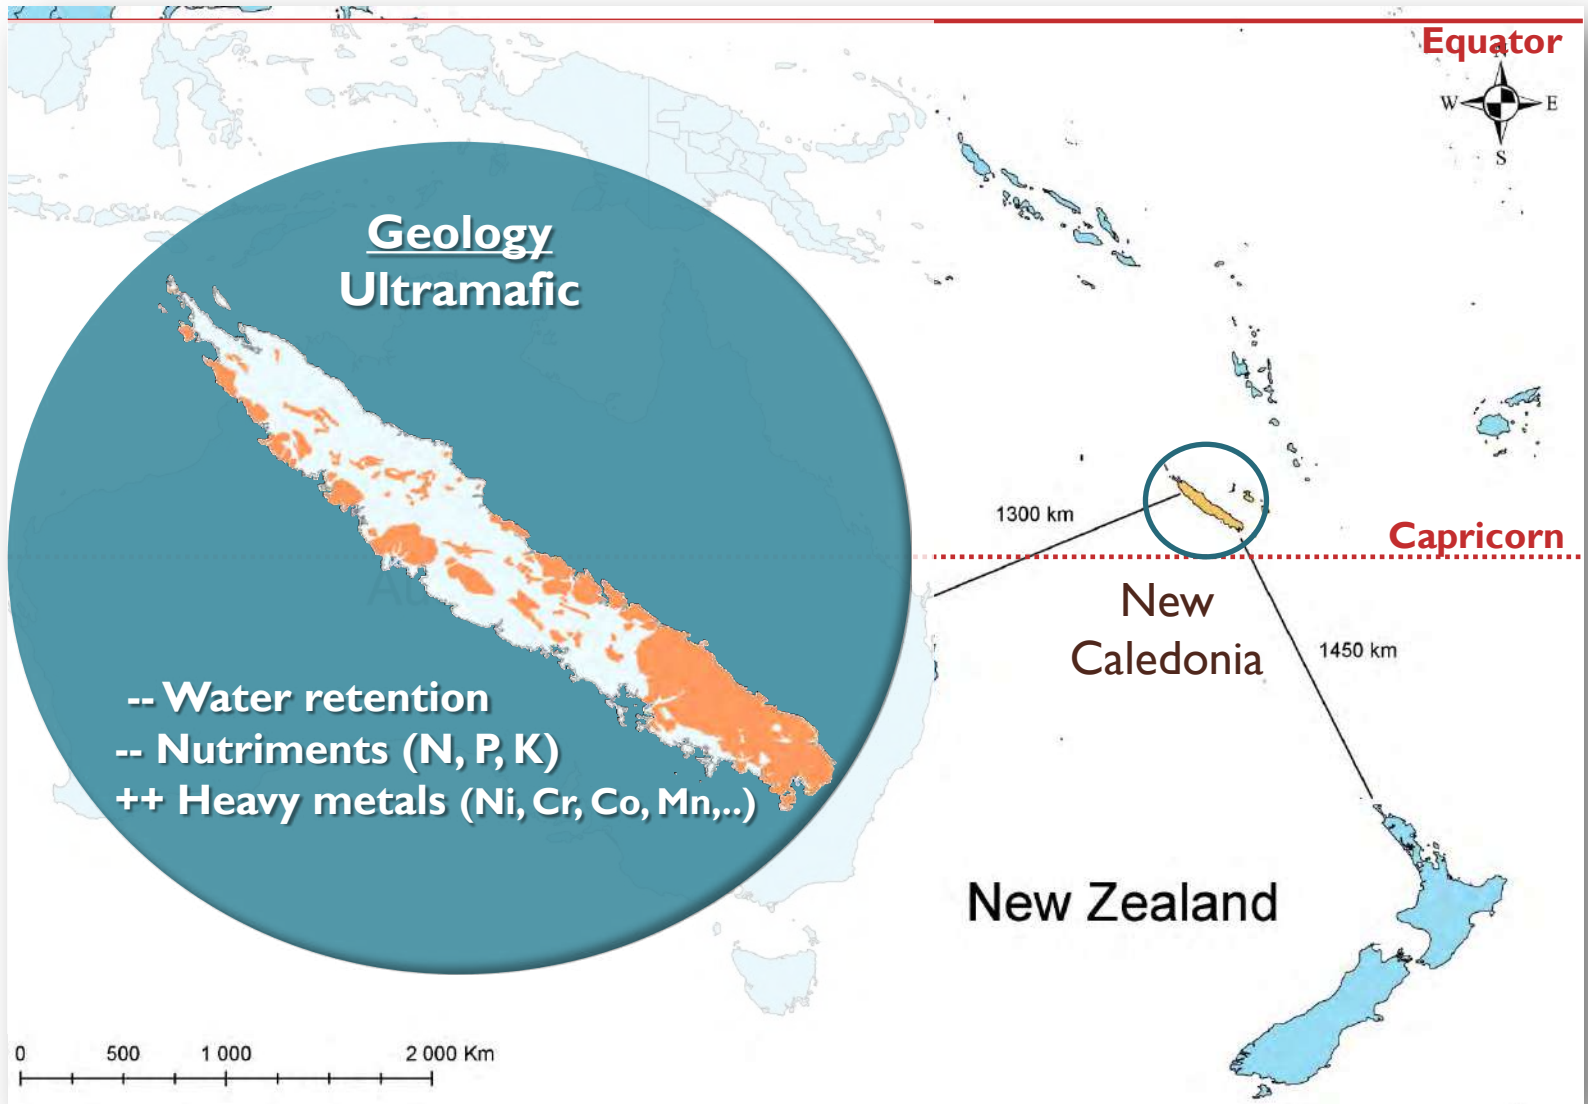 Equator
N
W E
S
Geology
Ultramafic
1300 km
Capricorn
New
Caledonia
1450 km
-- Water retention
-- Nutriments (N, P, K)
++ Heavy metals (Ni, Cr, Co, Mn,..)
New Zealand
0 500 1 000 2 000 Km